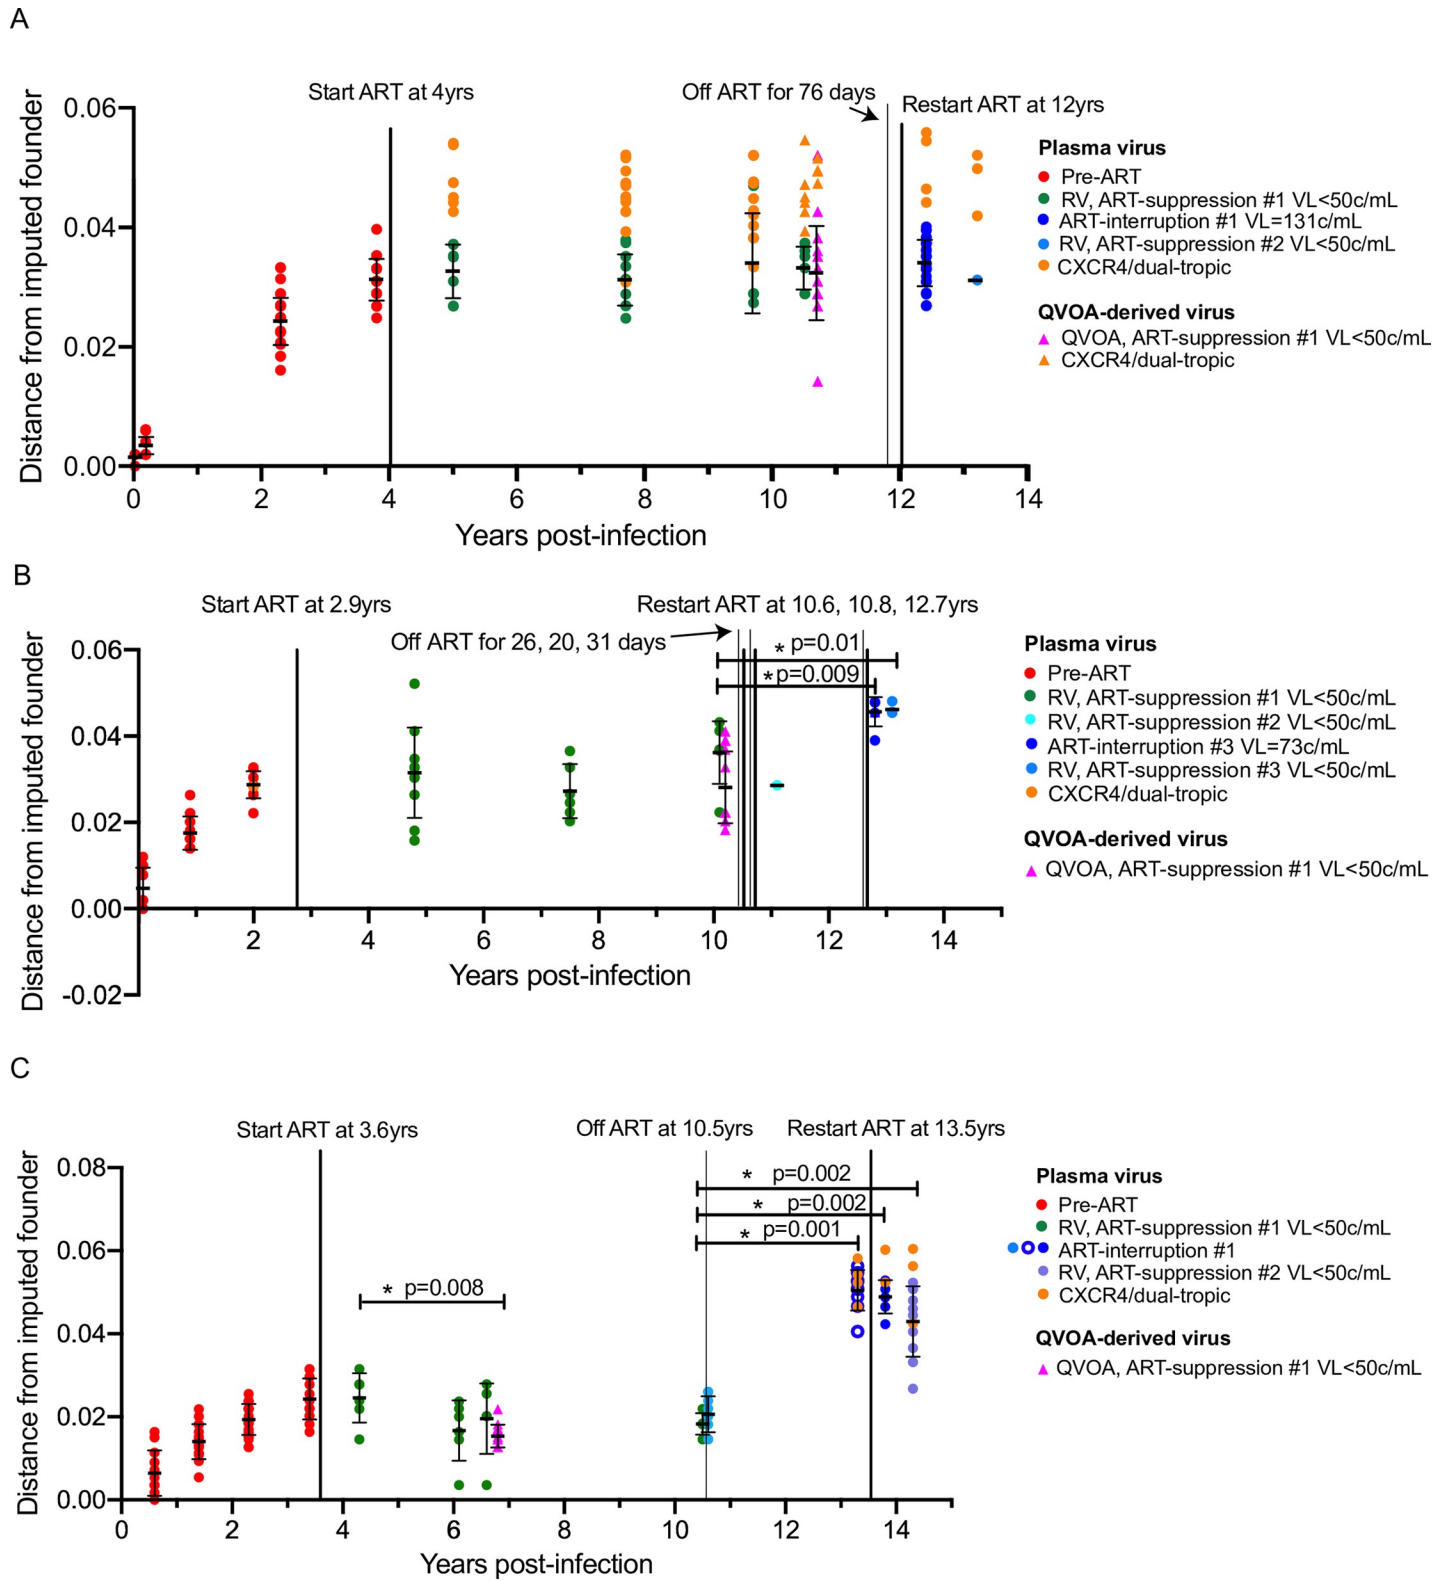 A
Start ART at 4yrs
Off ART for 76 days
Restart ART at 12yrs
Distance from imputed founder
0.06
0.04
0.02
0.00
0 2 4 6 8 10 12 14
Years post-infection
Plasma virus
Pre-ART
RV, ART-suppression #1 VL<50c/mL
ART-interruption #1 VL=131c/mL
RV, ART-suppression #2 VL<50c/mL
CXCR4/dual-tropic
QVOA-derived virus
QVOA, ART-suppression #1 VL<50c/mL
CXCR4/dual-tropic
B
Start ART at 2.9yrs
Restart ART at 10.6, 10.8, 12.7yrs
Off ART for 26, 20, 31 days
* p=0.01
*p=0.009
Distance from imputed founder
0.06
0.04
0.02
0.00
-0.02
2 4 6 8 10 12 14
Years post-infection
Plasma virus
Pre-ART
RV, ART-suppression #1 VL<50c/mL
RV, ART-suppression #2 VL<50c/mL
ART-interruption #3 VL=73c/mL
RV, ART-suppression #3 VL<50c/mL
CXCR4/dual-tropic
QVOA-derived virus
QVOA, ART-suppression #1 VL<50c/mL
C
Start ART at 3.6yrs
Off ART at 10.5yrs
Restart ART at 13.5yrs
* p=0.002
* p=0.002
* p=0.001
* p=0.008
Distance from imputed founder
0.08
0.06
0.04
0.02
0.00
0 2 4 6 8 10 12 14
Years post-infection
Plasma virus
Pre-ART
RV, ART-suppression #1 VL<50c/mL
ART-interruption #1
RV, ART-suppression #2 VL<50c/mL
CXCR4/dual-tropic
QVOA-derived virus
QVOA, ART-suppression #1 VL<50c/mL